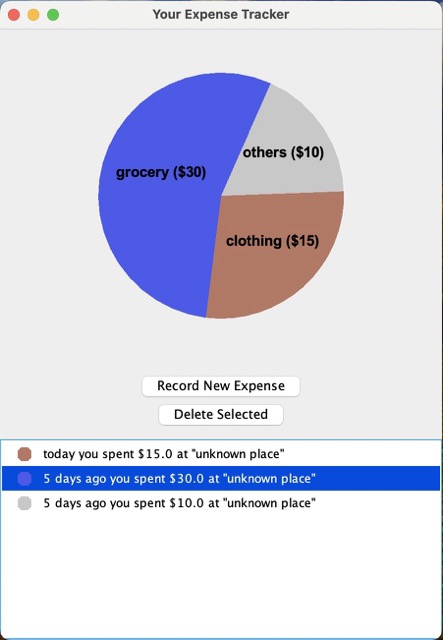 Your Expense Tracker
others ($10)
grocery ($30)
clothing ($15)
Record New Expense
Delete Selected
today you spent $15.0 at "unknown place"
5 days ago you spent $30.0 at "unknown place"
5 days ago you spent $10.0 at "unknown place"